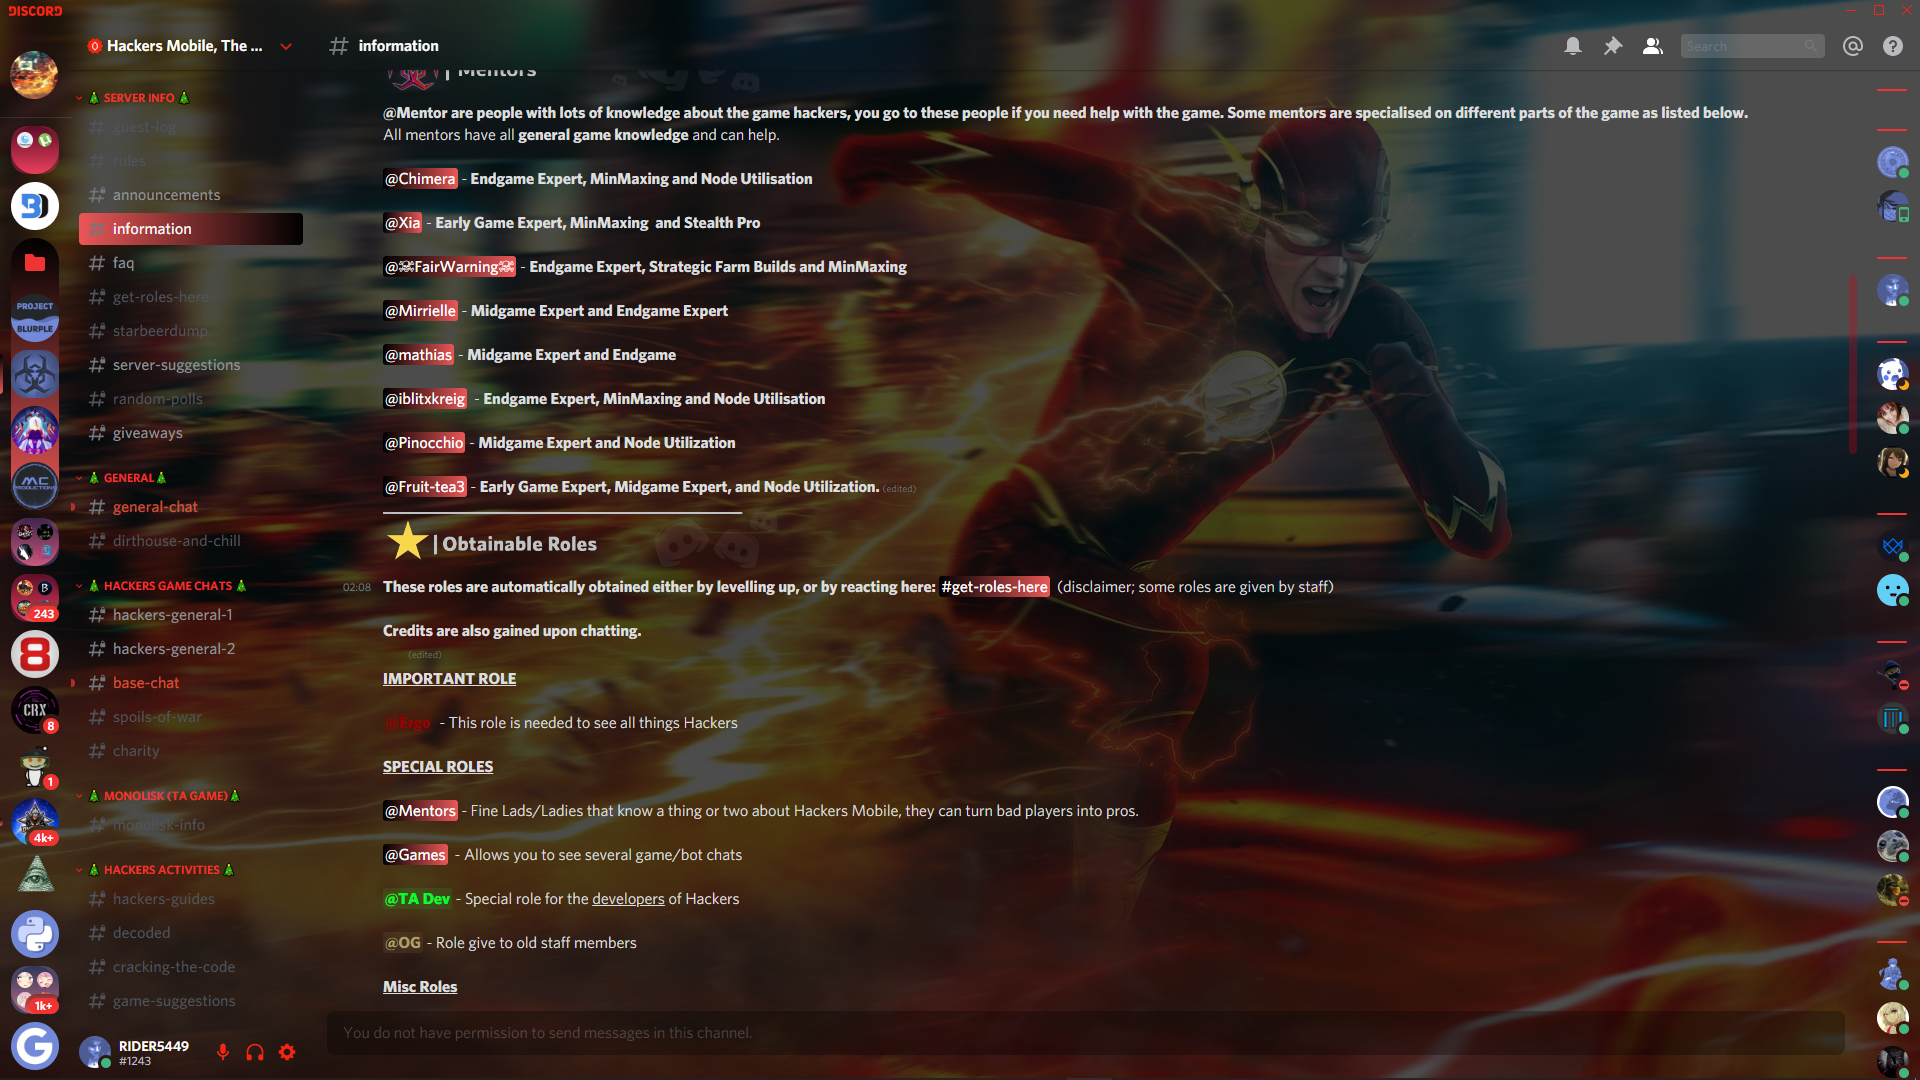 DISCORD
Hackers Mobile, The ...
information
Search
SERVER INFO
guest-log
rules
announcements
information
faq
get-roles-here
starbeerdump
server-suggestions
random-polls
giveaways
GENERAL
general-chat
dirthouse-and-chill
HACKERS GAME CHATS
hackers-general-1
hackers-general-2
base-chat
spoils-of-war
charity
MONOLISK (TA GAME)
monolisk-info
HACKERS ACTIVITIES
hackers-guides
decoded
cracking-the-code
game-suggestions
RIDER5449
#1243
PROJECT
BLURPLE
MC
PRODUCTIONS
243
8
CRX
8
1
4k+
1k+
G
| Mentors
@Mentor are people with lots of knowledge about the game hackers, you go to these people if you need help with the game. Some mentors are specialised on different parts of the game as listed below.
All mentors have all general game knowledge and can help.
@Chimera - Endgame Expert, MinMaxing and Node Utilisation
@Xia - Early Game Expert, MinMaxing and Stealth Pro
@☠FairWarning☠ - Endgame Expert, Strategic Farm Builds and MinMaxing
@Mirrielle - Midgame Expert and Endgame Expert
@mathias - Midgame Expert and Endgame
@iblitxkreig - Endgame Expert, MinMaxing and Node Utilisation
@Pinocchio - Midgame Expert and Node Utilization
@Fruit-tea3 - Early Game Expert, Midgame Expert, and Node Utilization. (edited)
| Obtainable Roles
02:08 These roles are automatically obtained either by levelling up, or by reacting here: #get-roles-here (disclaimer; some roles are given by staff)
Credits are also gained upon chatting.
(edited)
IMPORTANT ROLE
@Ergo - This role is needed to see all things Hackers
SPECIAL ROLES
@Mentors - Fine Lads/Ladies that know a thing or two about Hackers Mobile, they can turn bad players into pros.
@Games - Allows you to see several game/bot chats
@TA Dev - Special role for the developers of Hackers
@OG - Role give to old staff members
Misc Roles
You do not have permission to send messages in this channel.